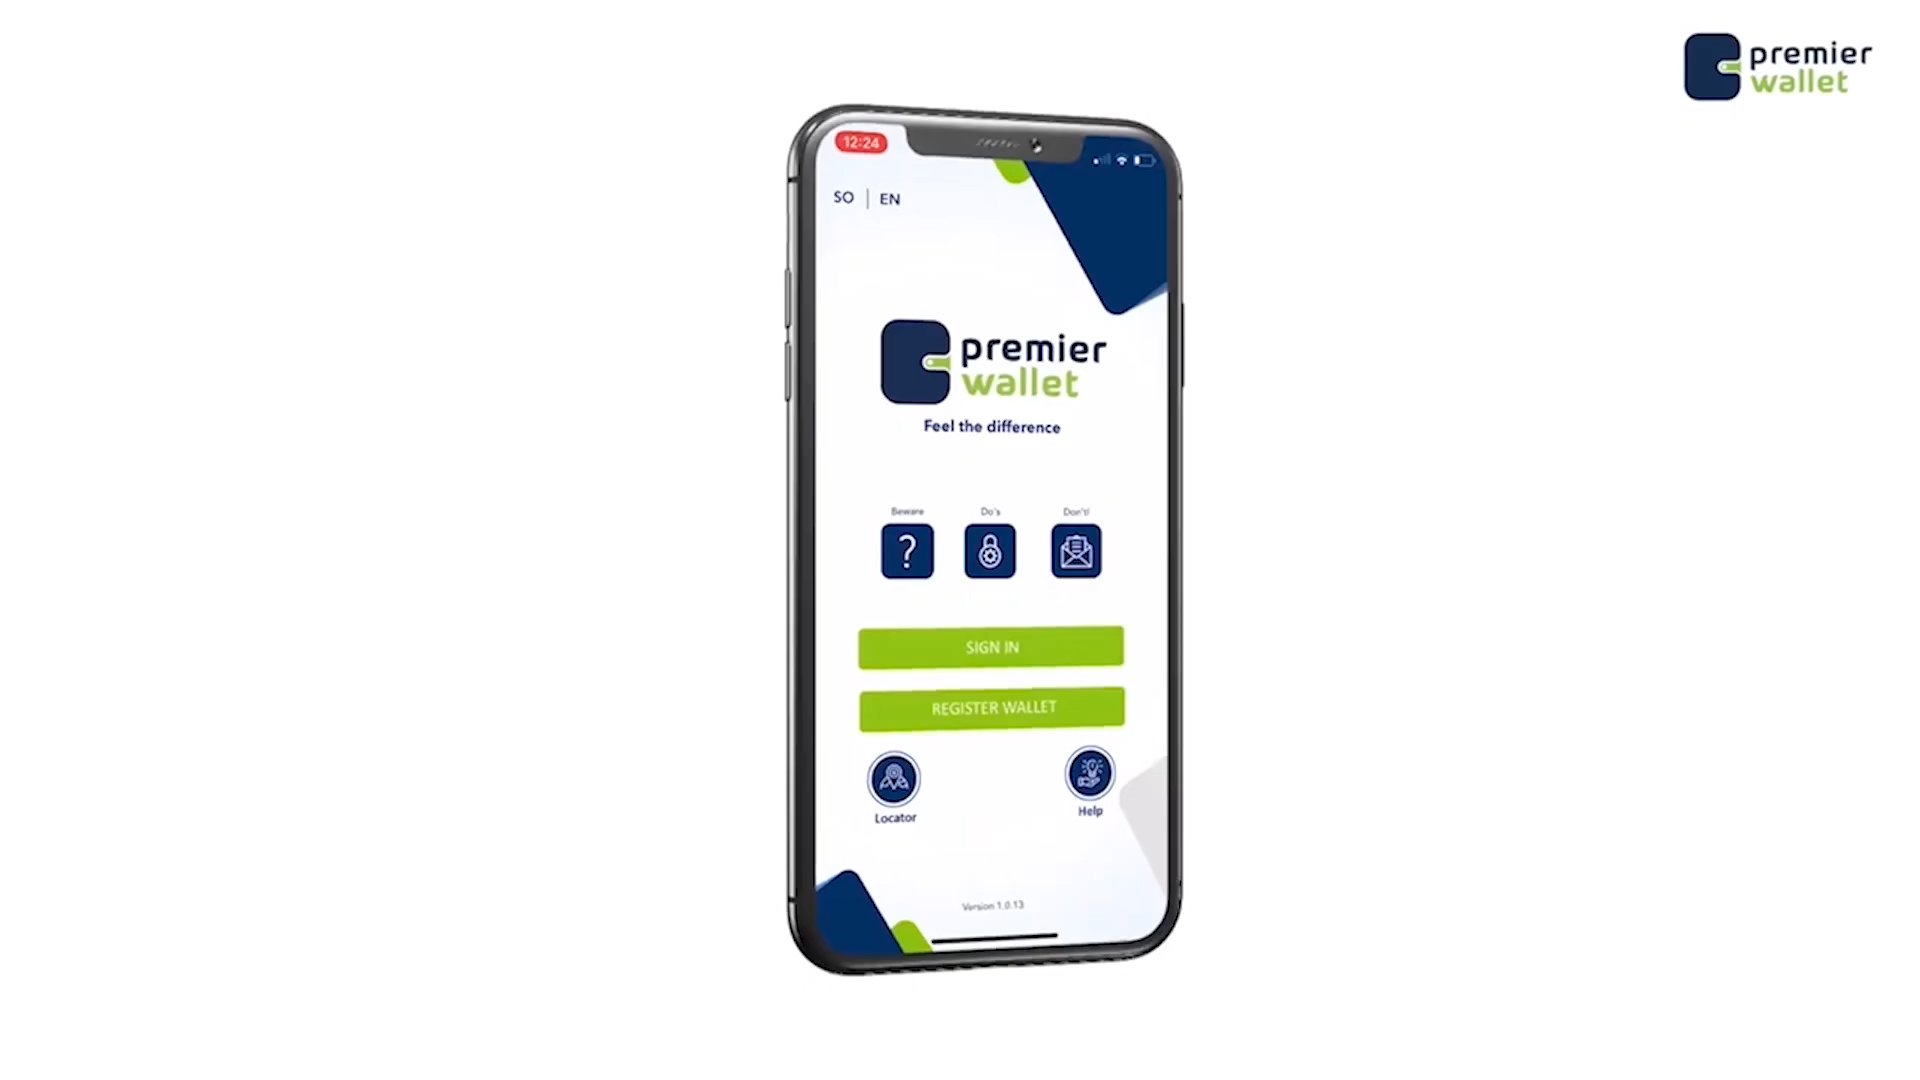 premier
wallet
12:24
SO | EN
premier
wallet
Feel the difference
Beware
Do's
Don't!
SIGN IN
REGISTER WALLET
Locator
Help
Version 1.0.13